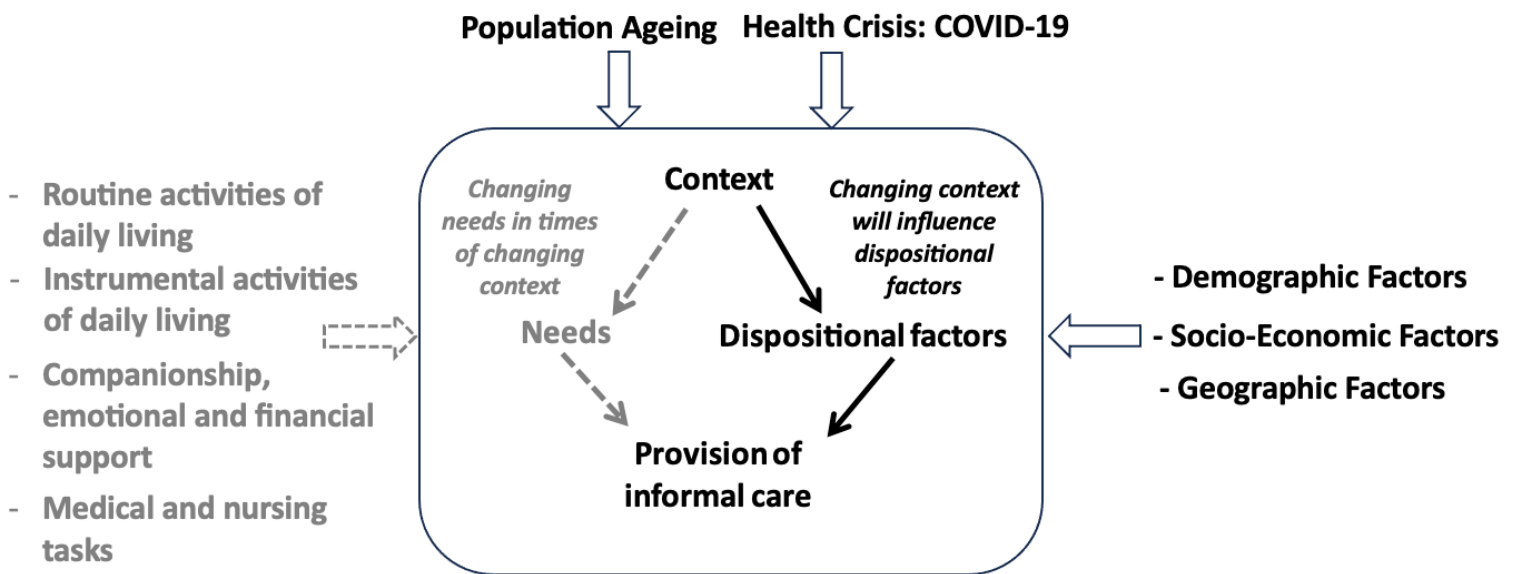 Population Ageing
Health Crisis: COVID-19
- Routine activities of
daily living
- Instrumental activities
of daily living
- Companionship,
emotional and financial
support
- Medical and nursing
tasks
Changing
needs in times
of changing
context
Context
Changing context
will influence
dispositional
factors
Needs
Dispositional factors
Provision of
informal care
- Demographic Factors
- Socio-Economic Factors
- Geographic Factors